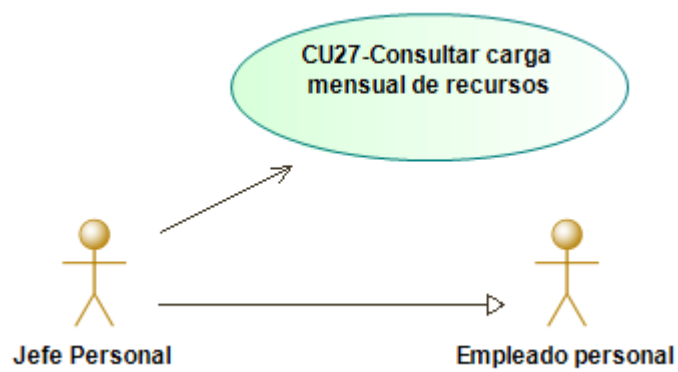 CU27-Consultar carga
mensual de recursos
Jefe Personal
Empleado personal